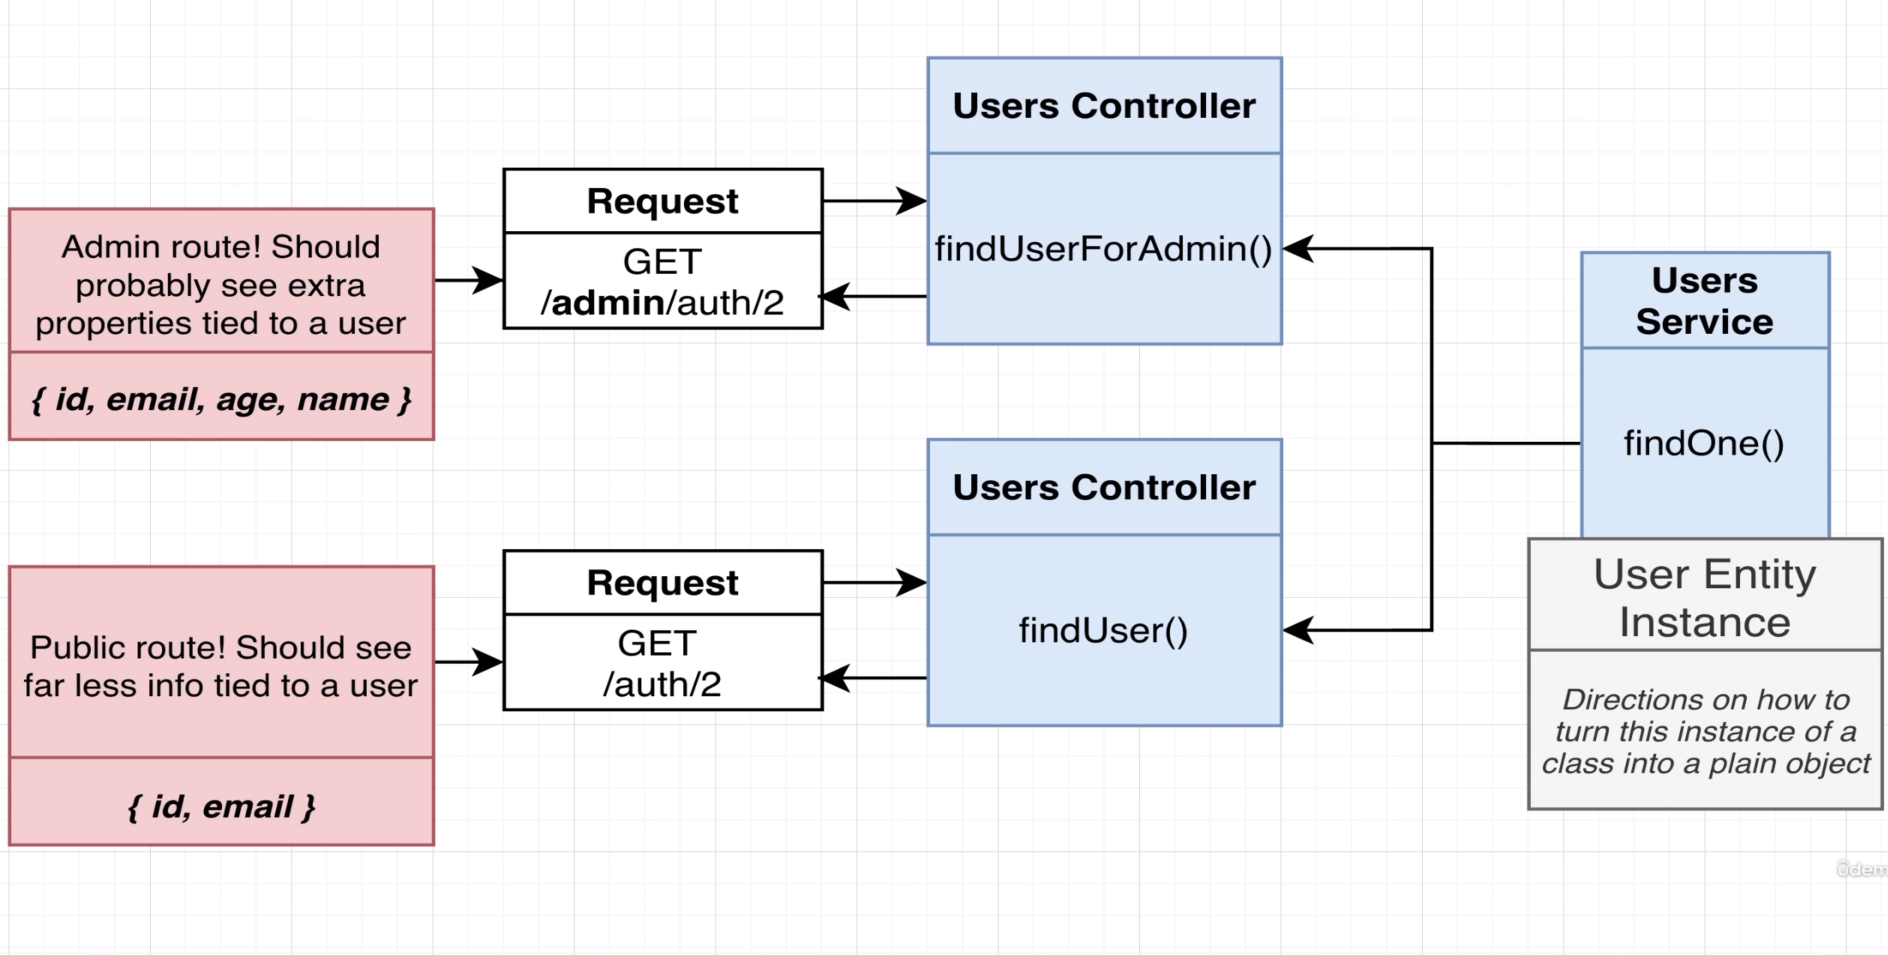 Users Controller
findUserForAdmin()
Request
GET
/admin/auth/2
Admin route! Should
probably see extra
properties tied to a user
{ id, email, age, name }
Users
Service
findOne()
Users Controller
findUser()
Request
GET
/auth/2
Public route! Should see
far less info tied to a user
{ id, email }
User Entity
Instance
Directions on how to
turn this instance of a
class into a plain object